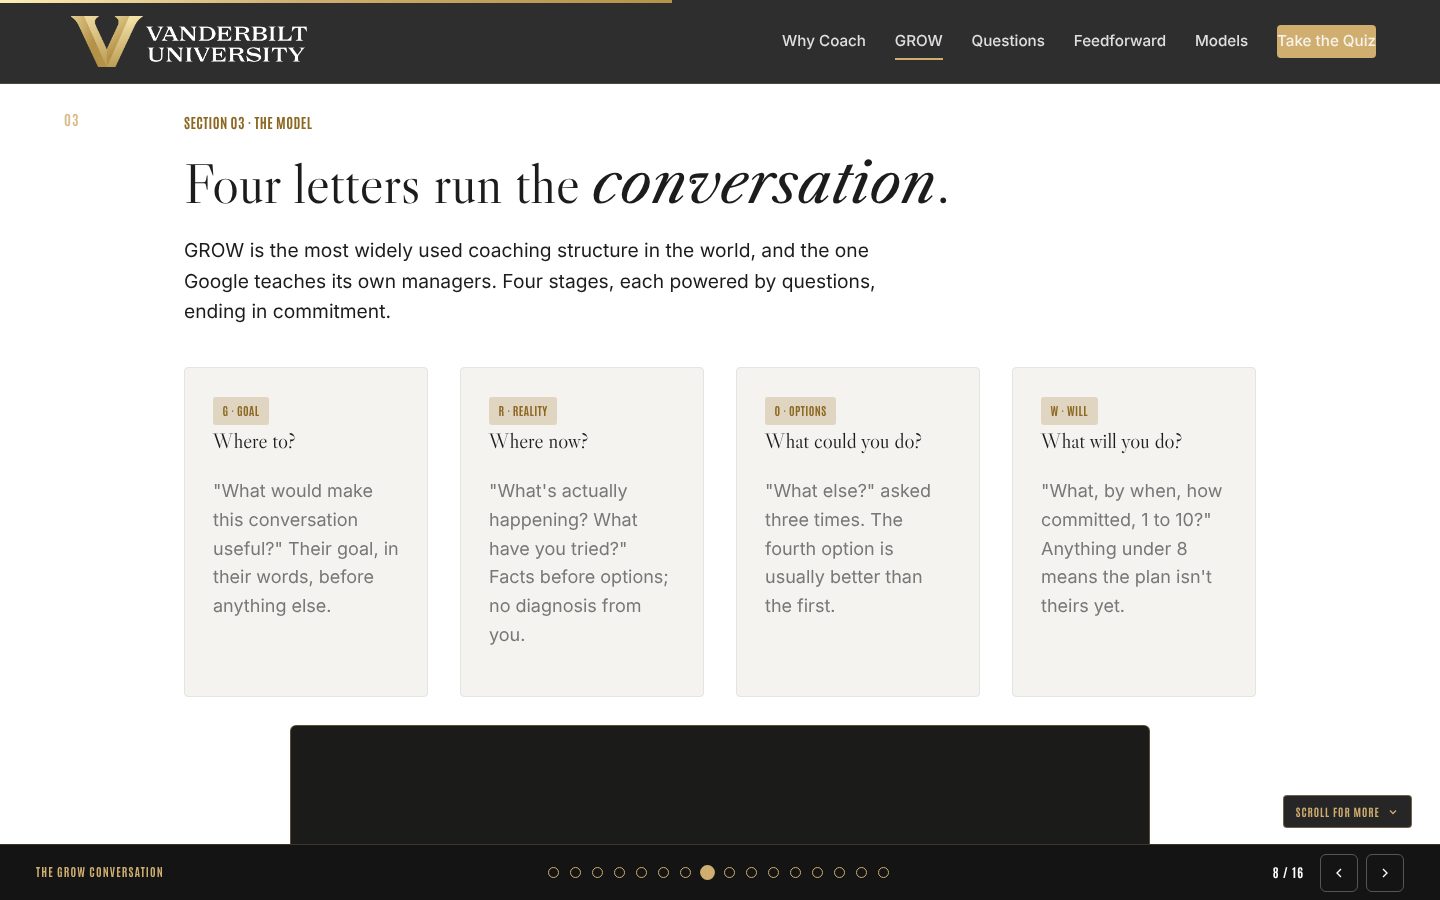 VANDERBILT
UNIVERSITY
Why Coach
GROW
Questions
Feedforward
Models
Take the Quiz
03
SECTION 03 · THE MODEL
Four letters run the conversation.
GROW is the most widely used coaching structure in the world, and the one
Google teaches its own managers. Four stages, each powered by questions,
ending in commitment.
G · GOAL
Where to?
"What would make
this conversation
useful?" Their goal, in
their words, before
anything else.
R · REALITY
Where now?
"What's actually
happening? What
have you tried?"
Facts before options;
no diagnosis from
you.
O · OPTIONS
What could you do?
"What else?" asked
three times. The
fourth option is
usually better than
the first.
W · WILL
What will you do?
"What, by when, how
committed, 1 to 10?"
Anything under 8
means the plan isn't
theirs yet.
SCROLL FOR MORE
THE GROW CONVERSATION
8 / 16